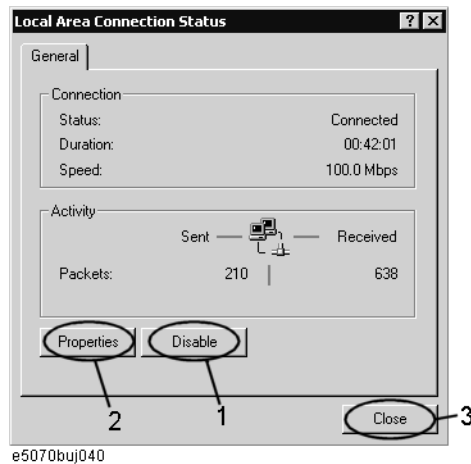 Local Area Connection Status ? ×
General
Connection
Status: Connected
Duration: 00:42:01
Speed: 100.0 Mbps
Activity
Sent Received
Packets: 210 638
Properties Disable
Close 3
2 1
e5070buj040